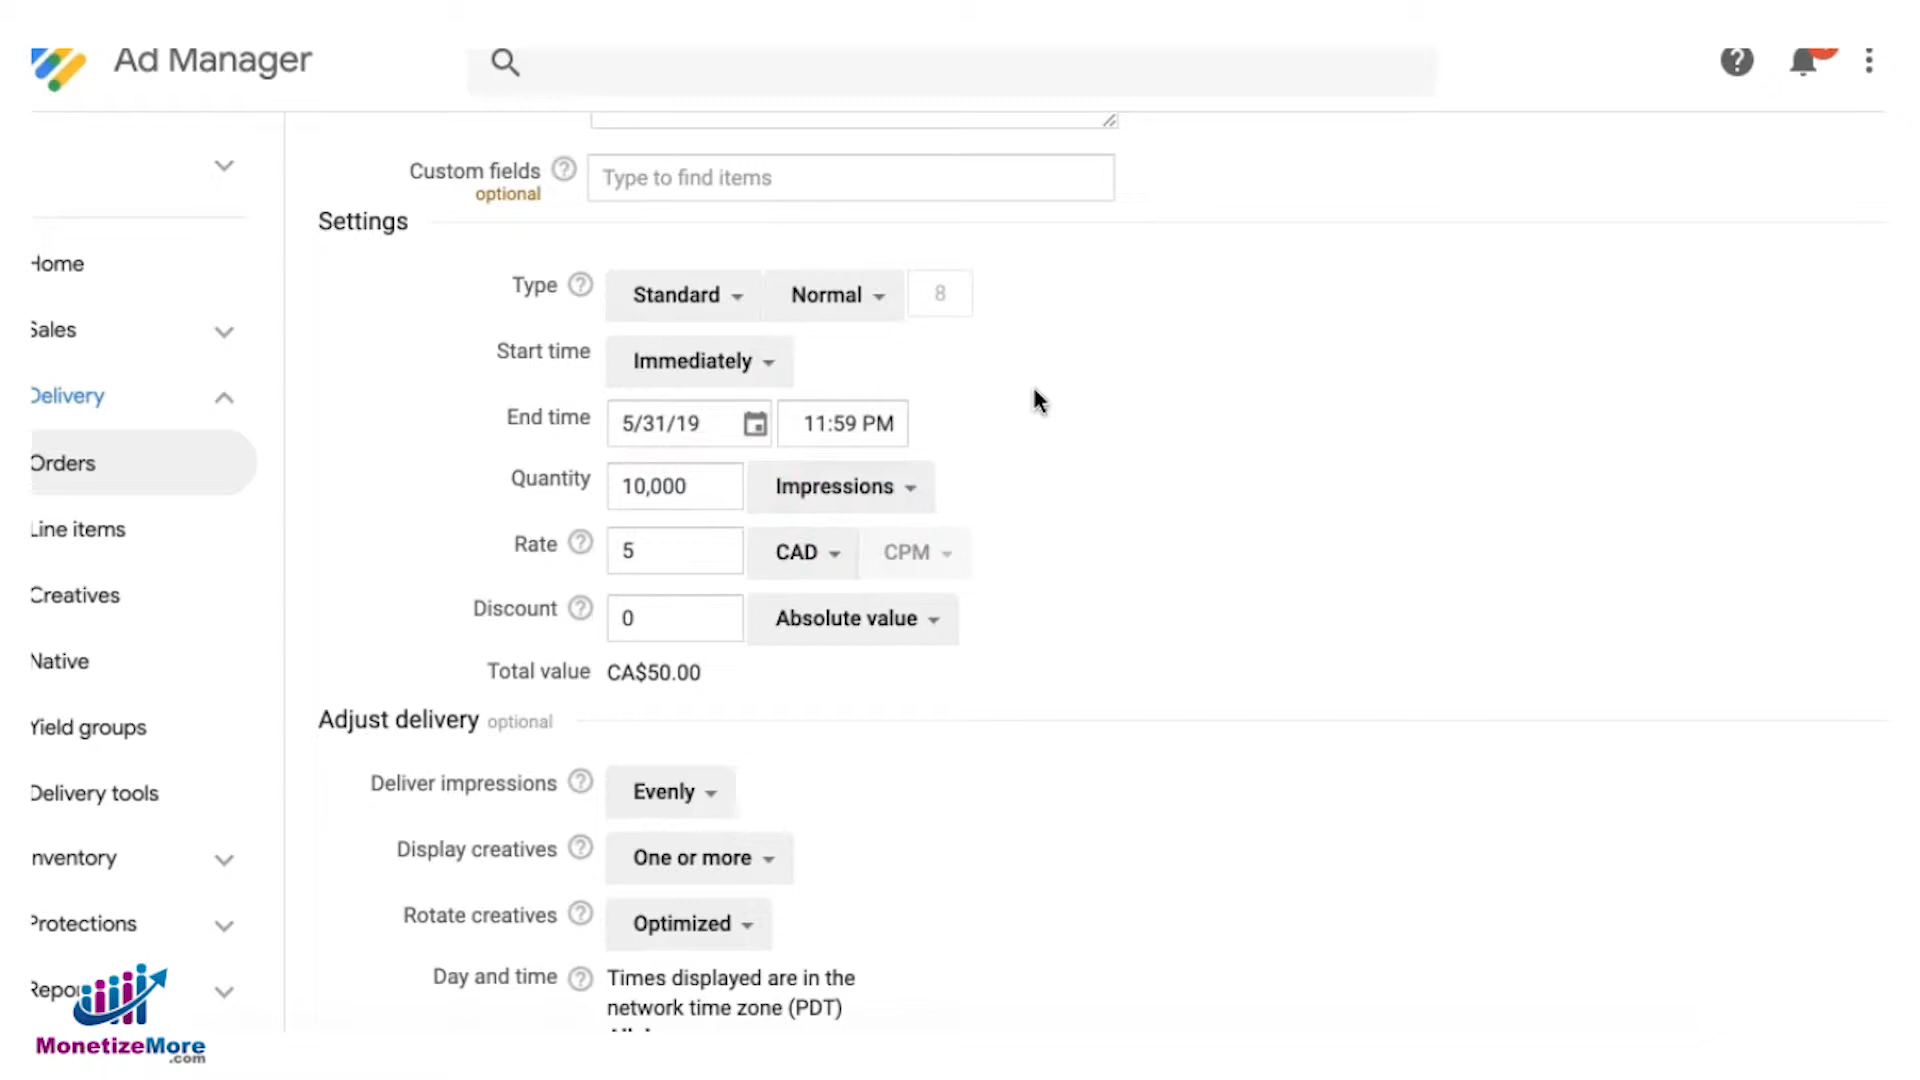 Ad Manager
Custom fields
optional
Type to find items
Settings
Home
Sales
Delivery
Orders
Line items
Creatives
Native
Yield groups
Delivery tools
Inventory
Protections
Repo
Type Standard Normal 8
Start time Immediately
End time 5/31/19 11:59 PM
Quantity 10,000 Impressions
Rate 5 CAD CPM
Discount 0 Absolute value
Total value CA$50.00
Adjust delivery optional
Deliver impressions Evenly
Display creatives One or more
Rotate creatives Optimized
Day and time Times displayed are in the
network time zone (PDT)
MonetizeMore
.com